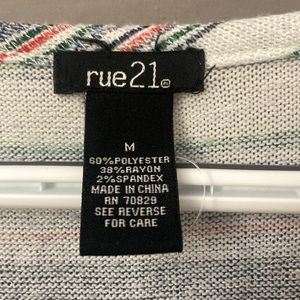 rue21
M
60%POLYESTER
38%RAYON
2%SPANDEX
MADE IN CHINA
RN 70829
SEE REVERSE
FOR CARE